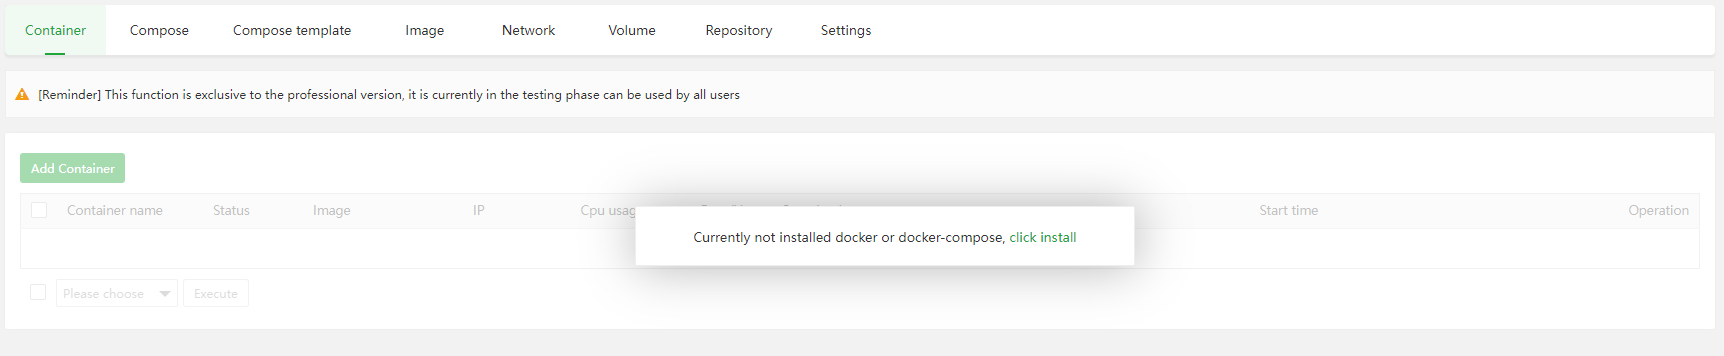 Container Compose Compose template Image Network Volume Repository Settings
[Reminder] This function is exclusive to the professional version, it is currently in the testing phase can be used by all users
Add Container
Container name Status Image IP Cpu usag Start time Operation
Currently not installed docker or docker-compose, click install
Please choose Execute